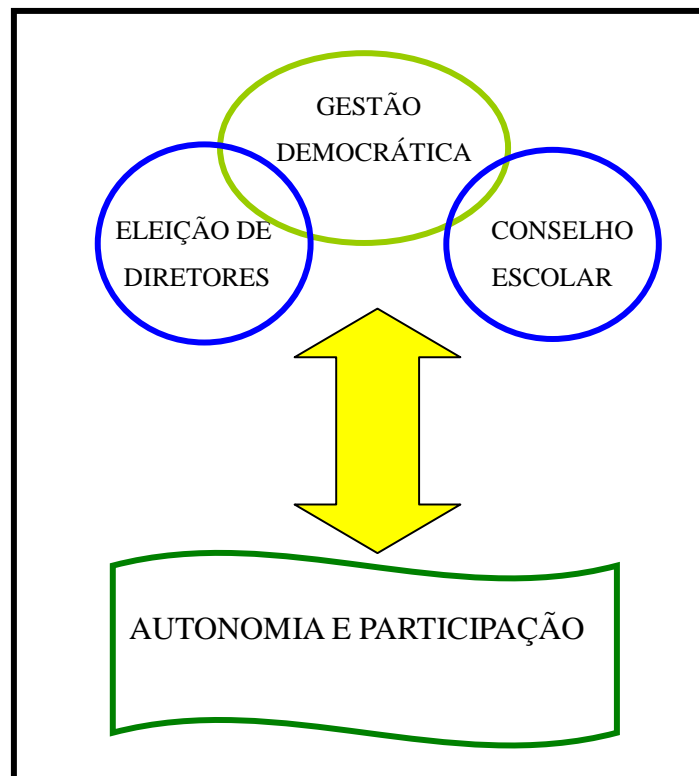 GESTÃO
DEMOCRÁTICA
ELEIÇÃO DE
DIRETORES
CONSELHO
ESCOLAR
AUTONOMIA E PARTICIPAÇÃO